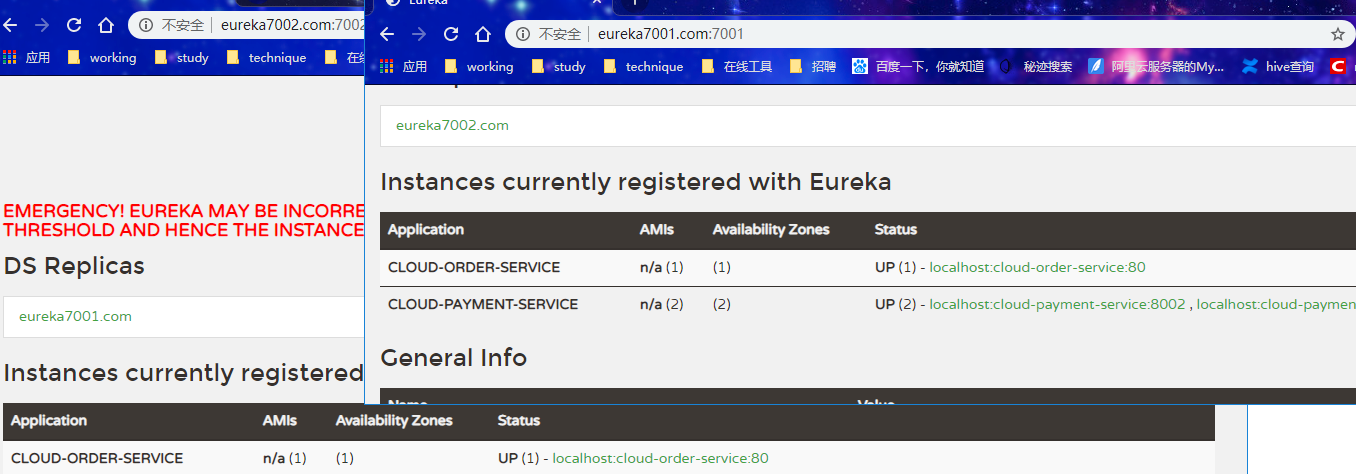 Eureka
不安全 eureka7002.com:7002
应用 working study technique
EMERGENCY! EUREKA MAY BE
THRESHOLD AND HENCE THE INSTANCE
DS Replicas
eureka7001.com
Instances currently registered
Application AMIs Availability Zones Status
CLOUD-ORDER-SERVICE n/a (1) (1) UP (1) - localhost:cloud-order-service:80
不安全 eureka7001.com:7001
应用 working study technique 在线工具 招聘 百度一下，你就知道 秘迹搜索 阿里云服务器的My... hive查询
eureka7002.com
Instances currently registered with Eureka
Application AMIs Availability Zones Status
CLOUD-ORDER-SERVICE n/a (1) (1) UP (1) - localhost:cloud-order-service:80
CLOUD-PAYMENT-SERVICE n/a (2) (2) UP (2) - localhost:cloud-payment-service:8002 , localhost:cloud-paymen
General Info
Name Value